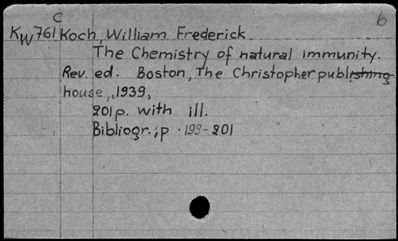 C 6
KW761 Koch, William Frederick
The Chemistry of natural immunity.
Rev. ed. Boston, The Christopher publishing
house, 1939,
201p. with ill.
Bibliogr.; p. 199-201